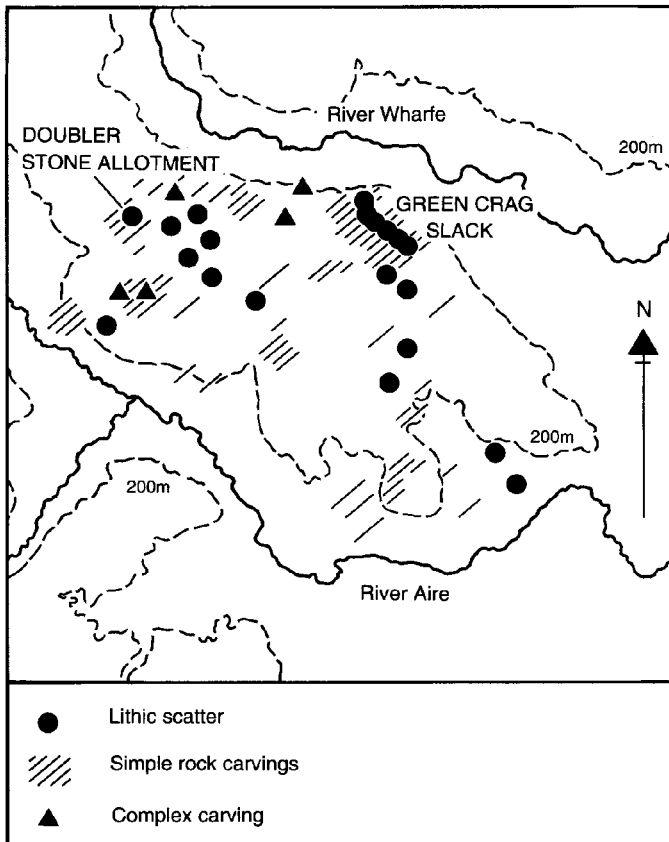 River Wharfe
DOUBLER
STONE ALLOTMENT
200m
GREEN CRAG
SLACK
N
200m
200m
River Aire
Lithic scatter
Simple rock carvings
Complex carving